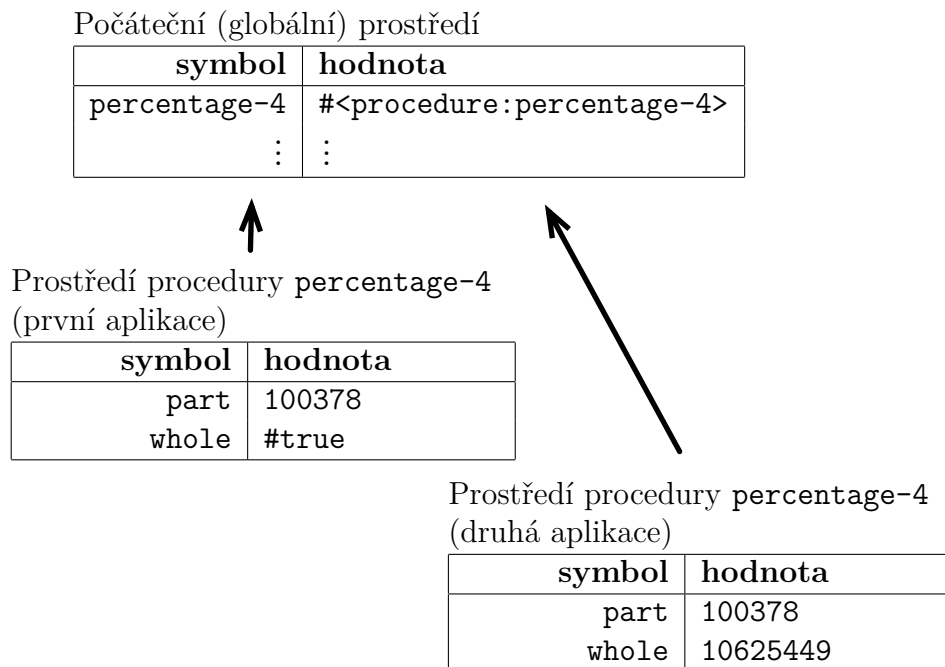 Počáteční (globální) prostředí
symbol hodnota
percentage-4 #<procedure:percentage-4>
⋮ ⋮
Prostředí procedury percentage-4
(první aplikace)
symbol hodnota
part 100378
whole #true
Prostředí procedury percentage-4
(druhá aplikace)
symbol hodnota
part 100378
whole 10625449